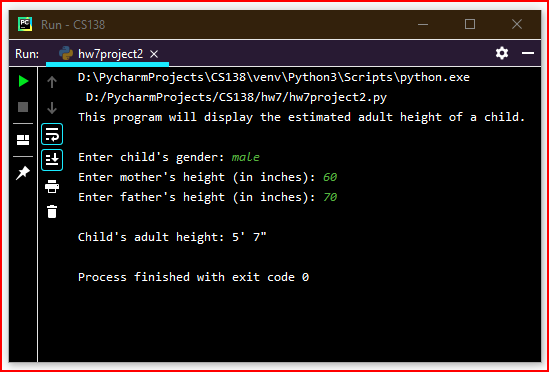 PC
Run - CS138
Run: hw7project2
D:\PycharmProjects\CS138\venv\Python3\Scripts\python.exe
D:/PycharmProjects/CS138/hw7/hw7project2.py
This program will display the estimated adult height of a child.
Enter child's gender: male
Enter mother's height (in inches): 60
Enter father's height (in inches): 70
Child's adult height: 5' 7"
Process finished with exit code 0